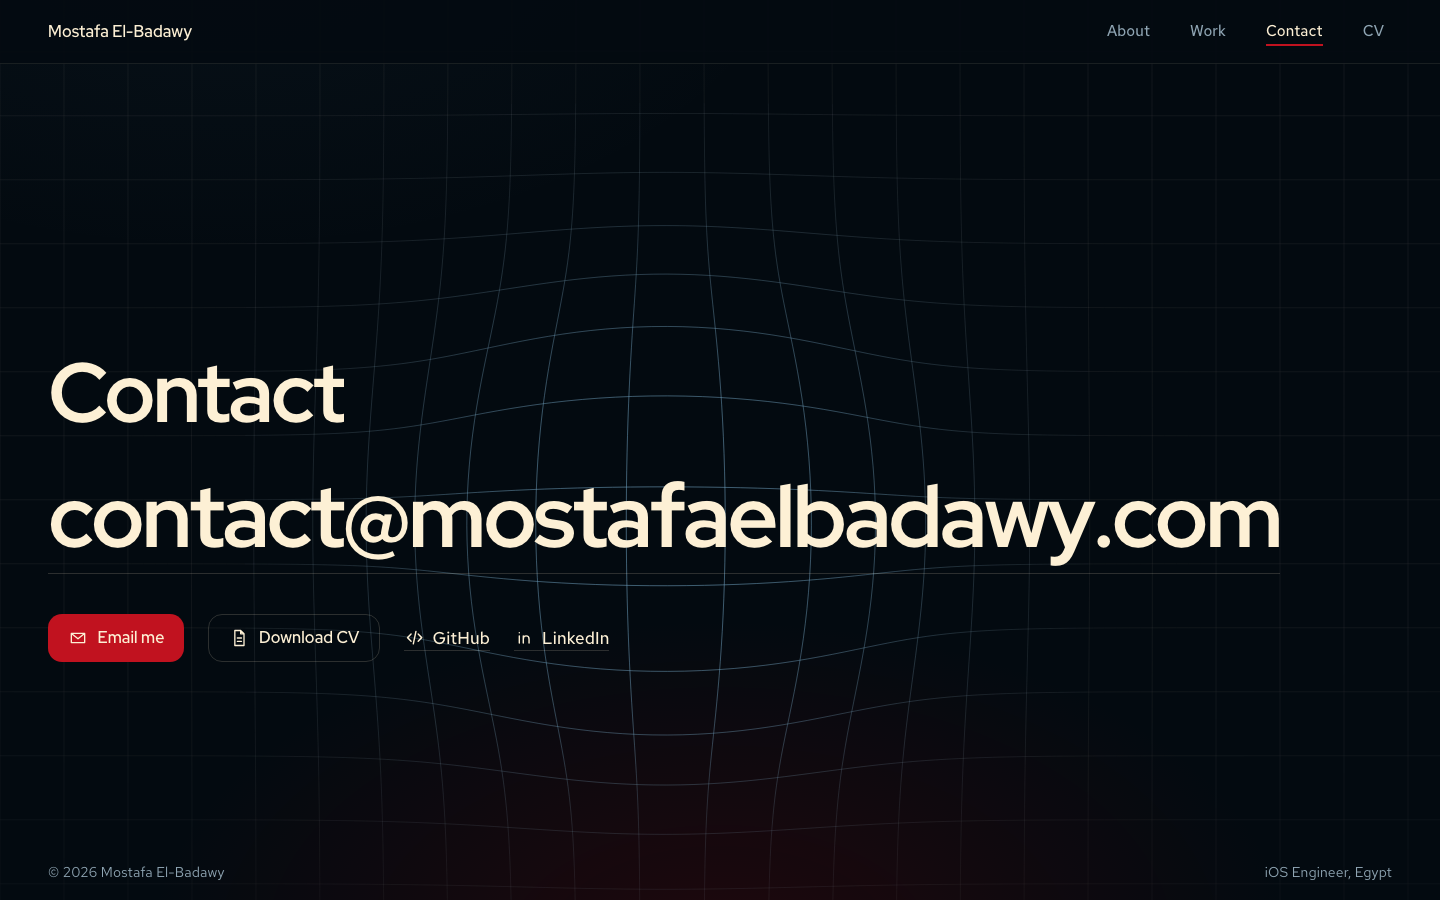 Mostafa El-Badawy
About Work Contact CV
Contact
contact@mostafaelbadawy.com
Email me Download CV GitHub in LinkedIn
© 2026 Mostafa El-Badawy
iOS Engineer, Egypt